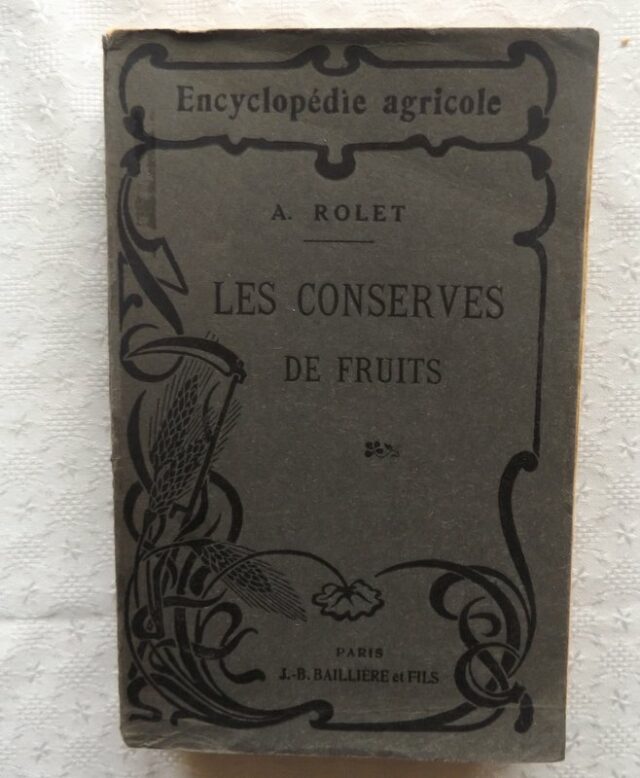 Encyclopédie agricole
A. ROLET
LES CONSERVES
DE FRUITS
PARIS
J.-B. BAILLIÈRE et FILS